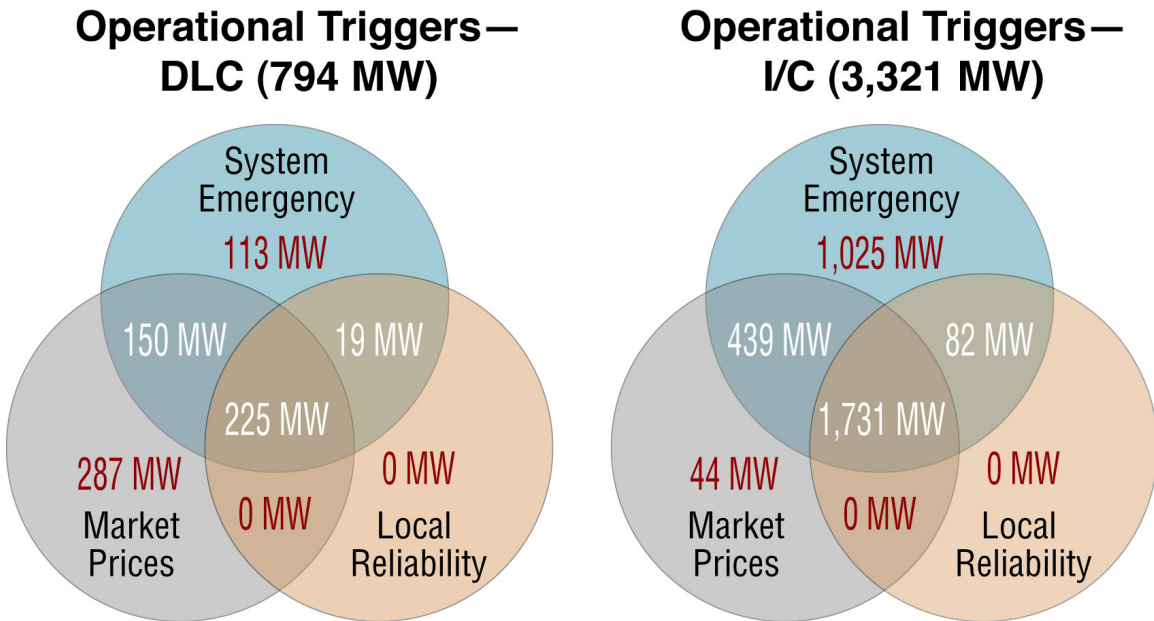 Operational Triggers—
DLC (794 MW)
System
Emergency
113 MW
150 MW
19 MW
225 MW
287 MW
0 MW
0 MW
Market
Prices
Local
Reliability
Operational Triggers—
I/C (3,321 MW)
System
Emergency
1,025 MW
439 MW
82 MW
1,731 MW
44 MW
0 MW
0 MW
Market
Prices
Local
Reliability